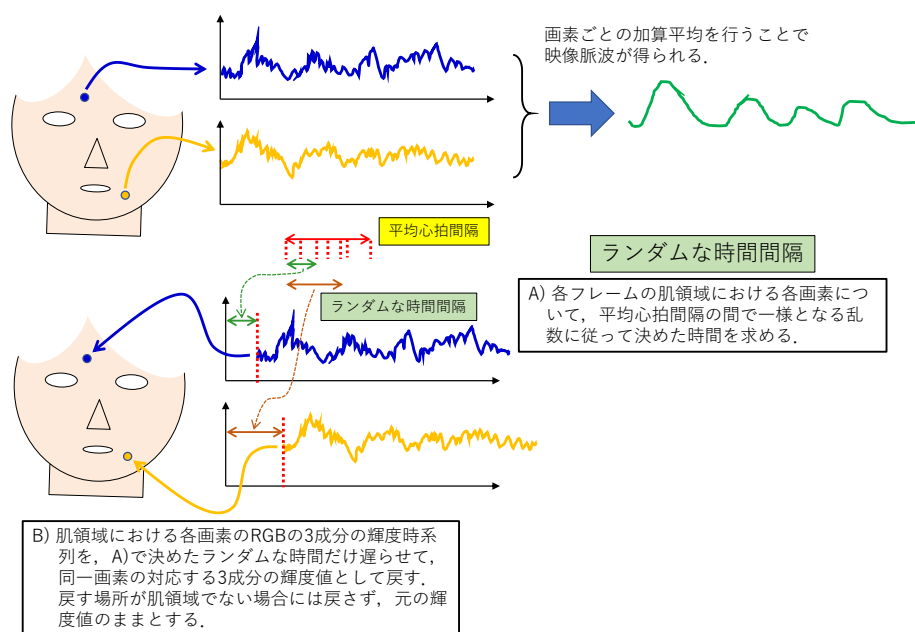 画素ごとの加算平均を行うことで
映像脈波が得られる．
平均心拍間隔
ランダムな時間間隔
ランダムな時間間隔
A) 各フレームの肌領域における各画素につ
いて，平均心拍間隔の間で一様となる乱
数に従って決めた時間を求める．
B) 肌領域における各画素のRGBの3成分の輝度時系
列を，A)で決めたランダムな時間だけ遅らせて，
同一画素の対応する3成分の輝度値として戻す．
戻す場所が肌領域でない場合には戻さず，元の輝
度値のままとする．